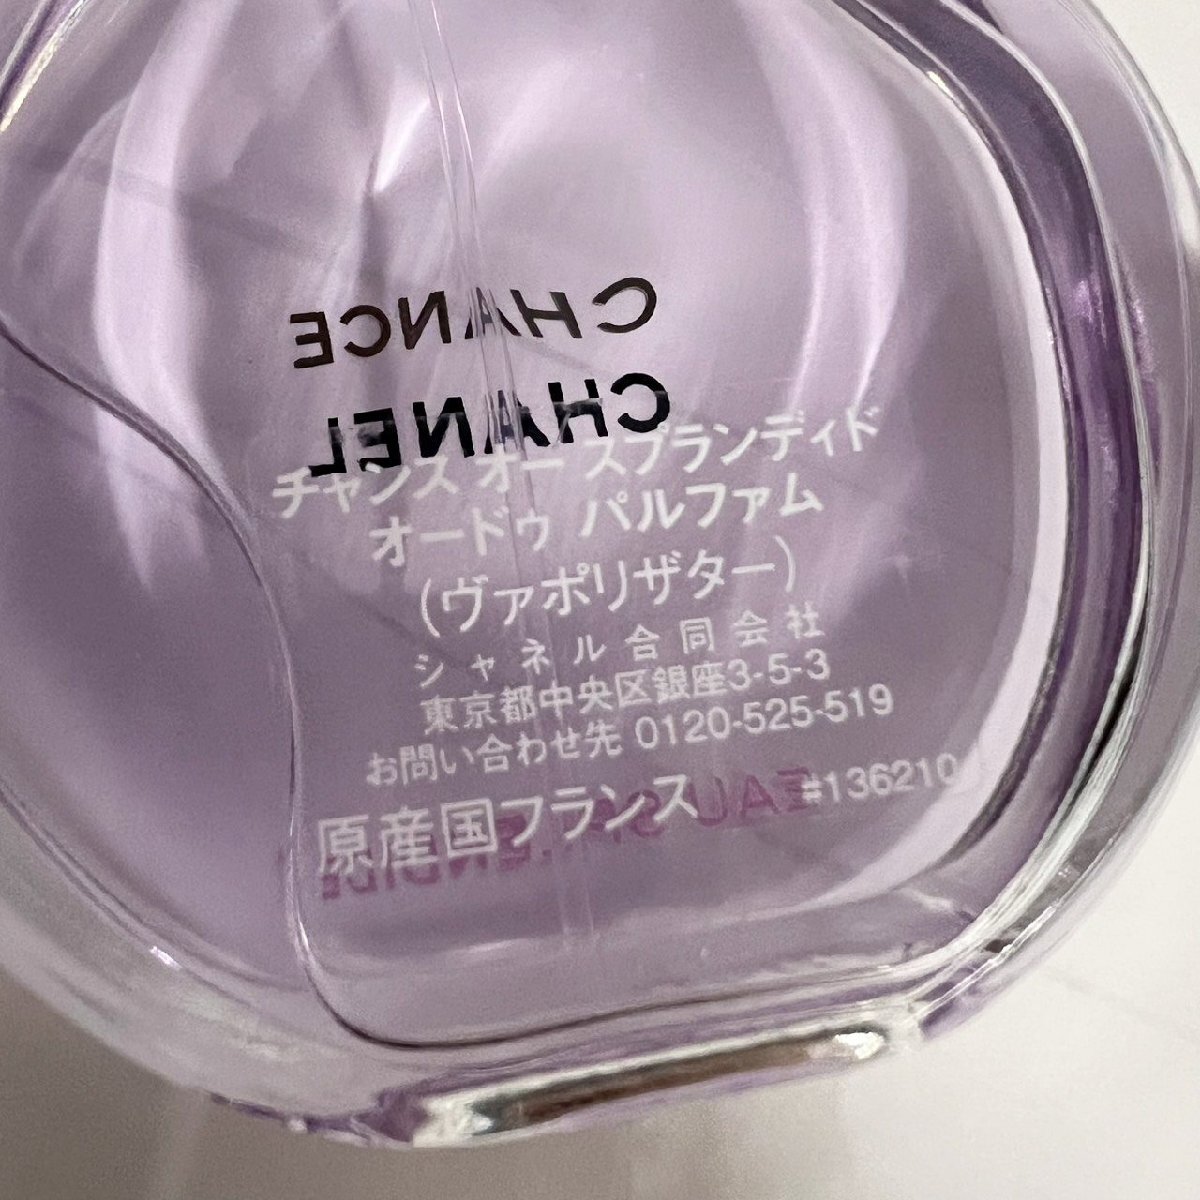 CHANCE
CHANEL
チャンス オー スプランディド
オードゥ パルファム
(ヴァポリザター)
シャネル合同会社
東京都中央区銀座3-5-3
お問い合わせ先 0120-525-519
原産国フランス #136210
EAU SPLENDIDE